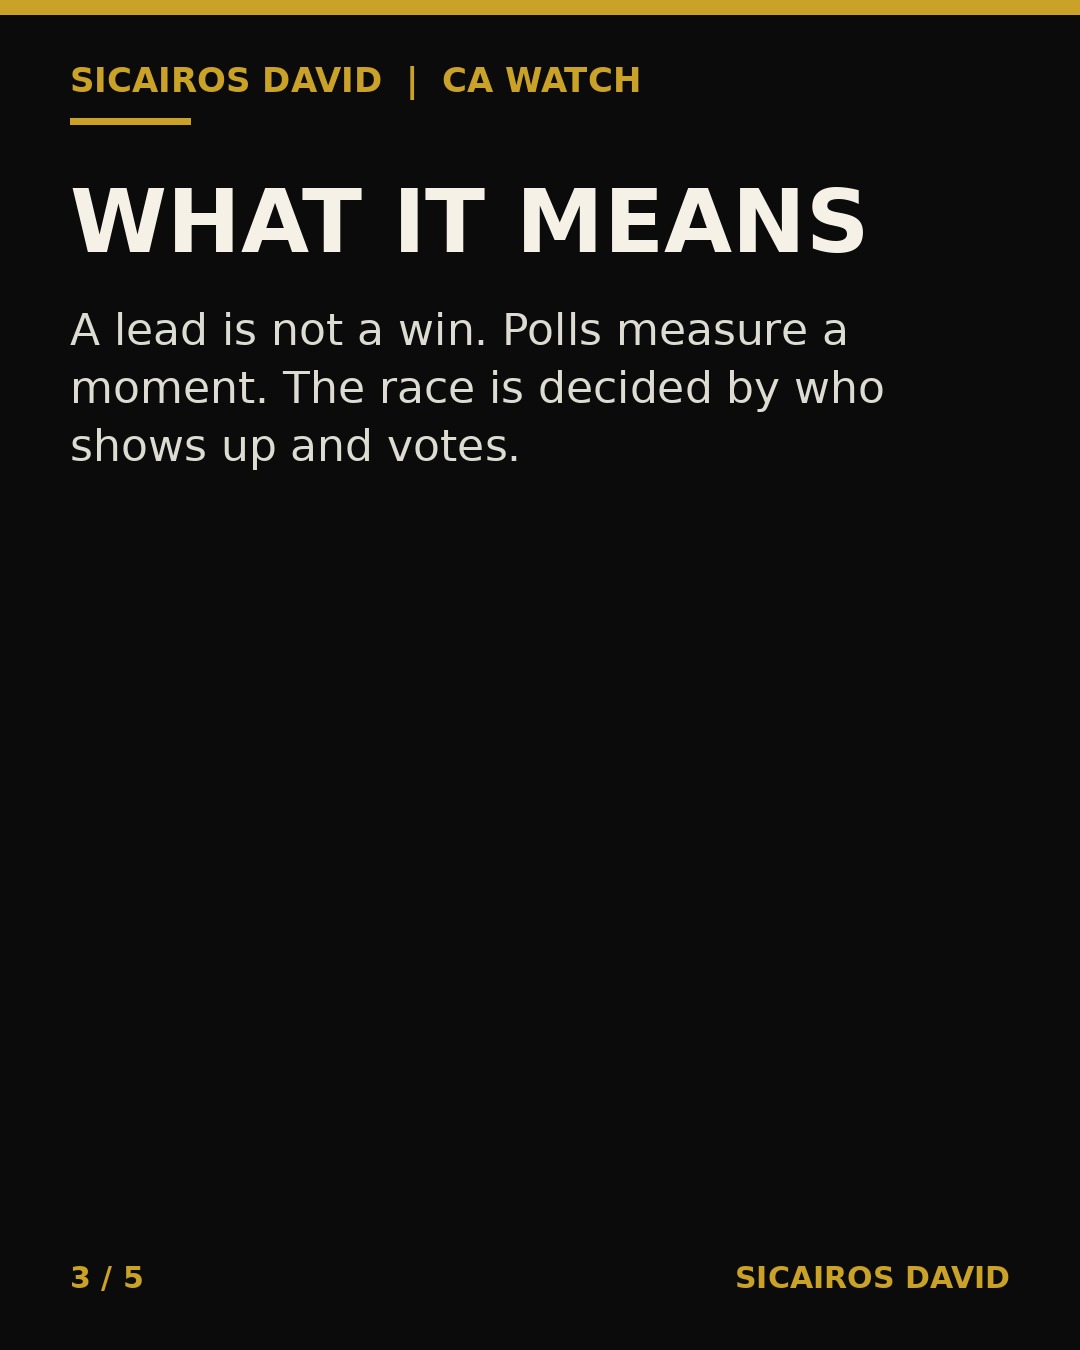 SICAIROS DAVID | CA WATCH
WHAT IT MEANS
A lead is not a win. Polls measure a
moment. The race is decided by who
shows up and votes.
3 / 5
SICAIROS DAVID